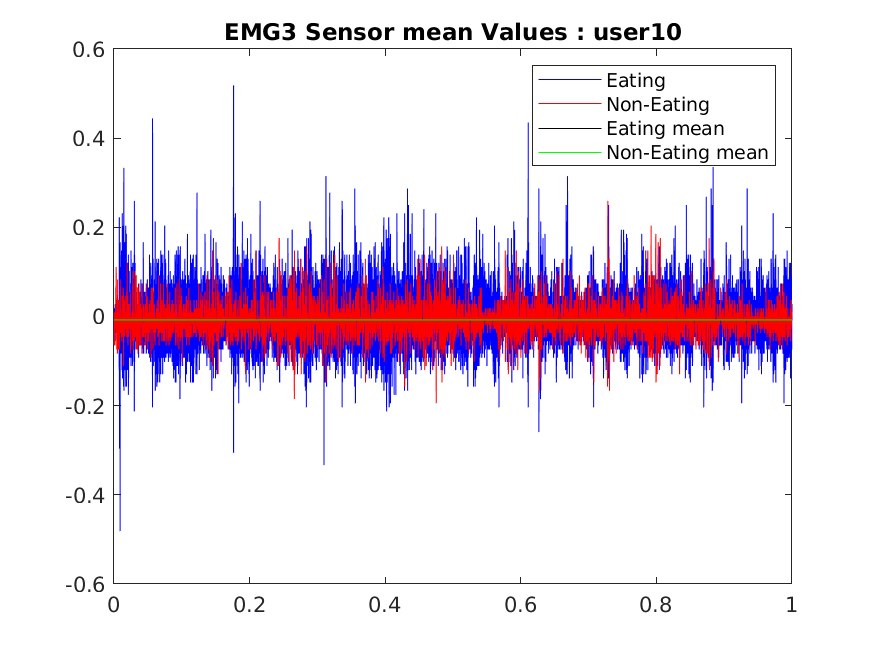 EMG3 Sensor mean Values : user10
0.6
Eating
Non-Eating
Eating mean
Non-Eating mean
0.4
0.2
0
-0.2
-0.4
-0.6
0 0.2 0.4 0.6 0.8 1